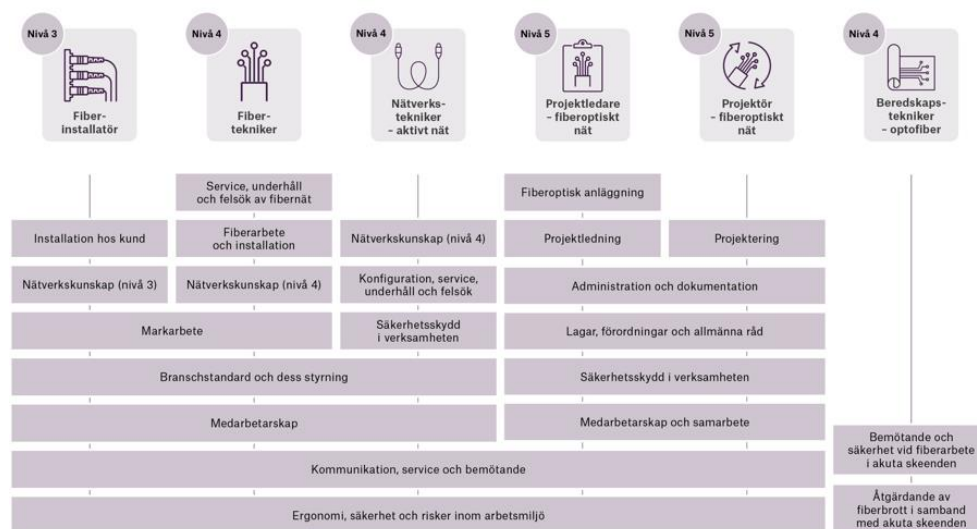 Nivå 3
Nivå 4
Nivå 4
Nivå 5
Nivå 5
Nivå 4
Fiber-
installatör
Fiber-
tekniker
Nätverks-
tekniker
– aktivt nät
Projektledare
– fiberoptiskt
nät
Projektör
– fiberoptiskt
nät
Beredskaps-
tekniker
– optofiber
Service, underhåll
och felsök av fibernät
Fiberoptisk anläggning
Installation hos kund
Fiberarbete
och installation
Nätverkskunskap (nivå 4)
Projektledning
Projektering
Nätverkskunskap (nivå 3)
Nätverkskunskap (nivå 4)
Konfiguration, service,
underhåll och felsök
Administration och dokumentation
Markarbete
Säkerhetsskydd
i verksamheten
Lagar, förordningar och allmänna råd
Branschstandard och dess styrning
Säkerhetsskydd i verksamheten
Medarbetarskap
Medarbetarskap och samarbete
Bemötande och
säkerhet vid fiberarbete
i akuta skeenden
Kommunikation, service och bemötande
Ergonomi, säkerhet och risker inom arbetsmiljö
Åtgärdande av
fiberbrott i samband
med akuta skeenden